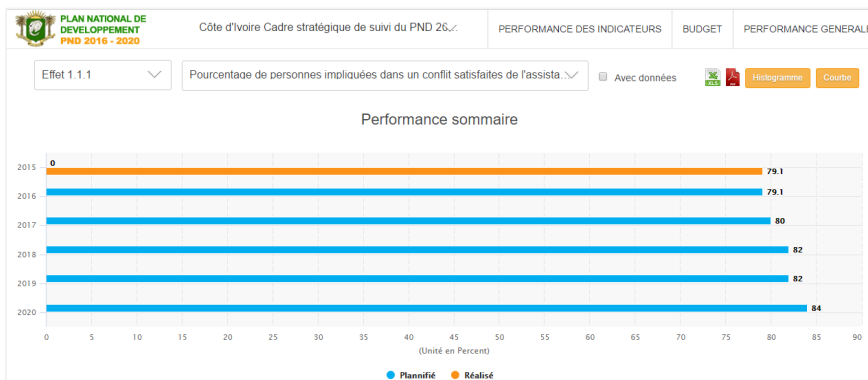 PLAN NATIONAL DE
DEVELOPPEMENT
PND 2016 - 2020
Côte d'Ivoire Cadre stratégique de suivi du PND 26...
PERFORMANCE DES INDICATEURS
BUDGET
PERFORMANCE GENERALE
Effet 1.1.1
Pourcentage de personnes impliquées dans un conflit satisfaites de l'assista...
Avec données
Histogramme
Courbe
Performance sommaire
2015
0
79.1
2016
79.1
2017
80
2018
82
2019
82
2020
84
0 5 10 15 20 25 30 35 40 45 50 55 60 65 70 75 80 85 90
(Unité en Percent)
Plannifié Réalisé